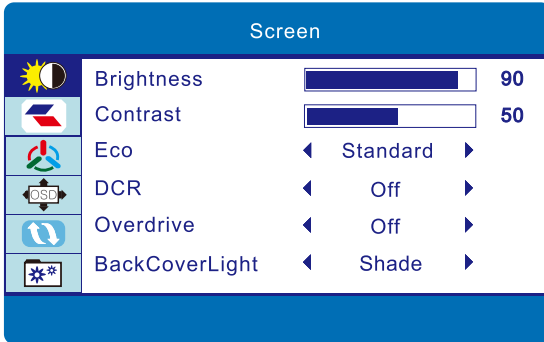 Screen
Brightness 90
Contrast 50
Eco Standard
DCR Off
OSD
Overdrive Off
BackCoverLight Shade